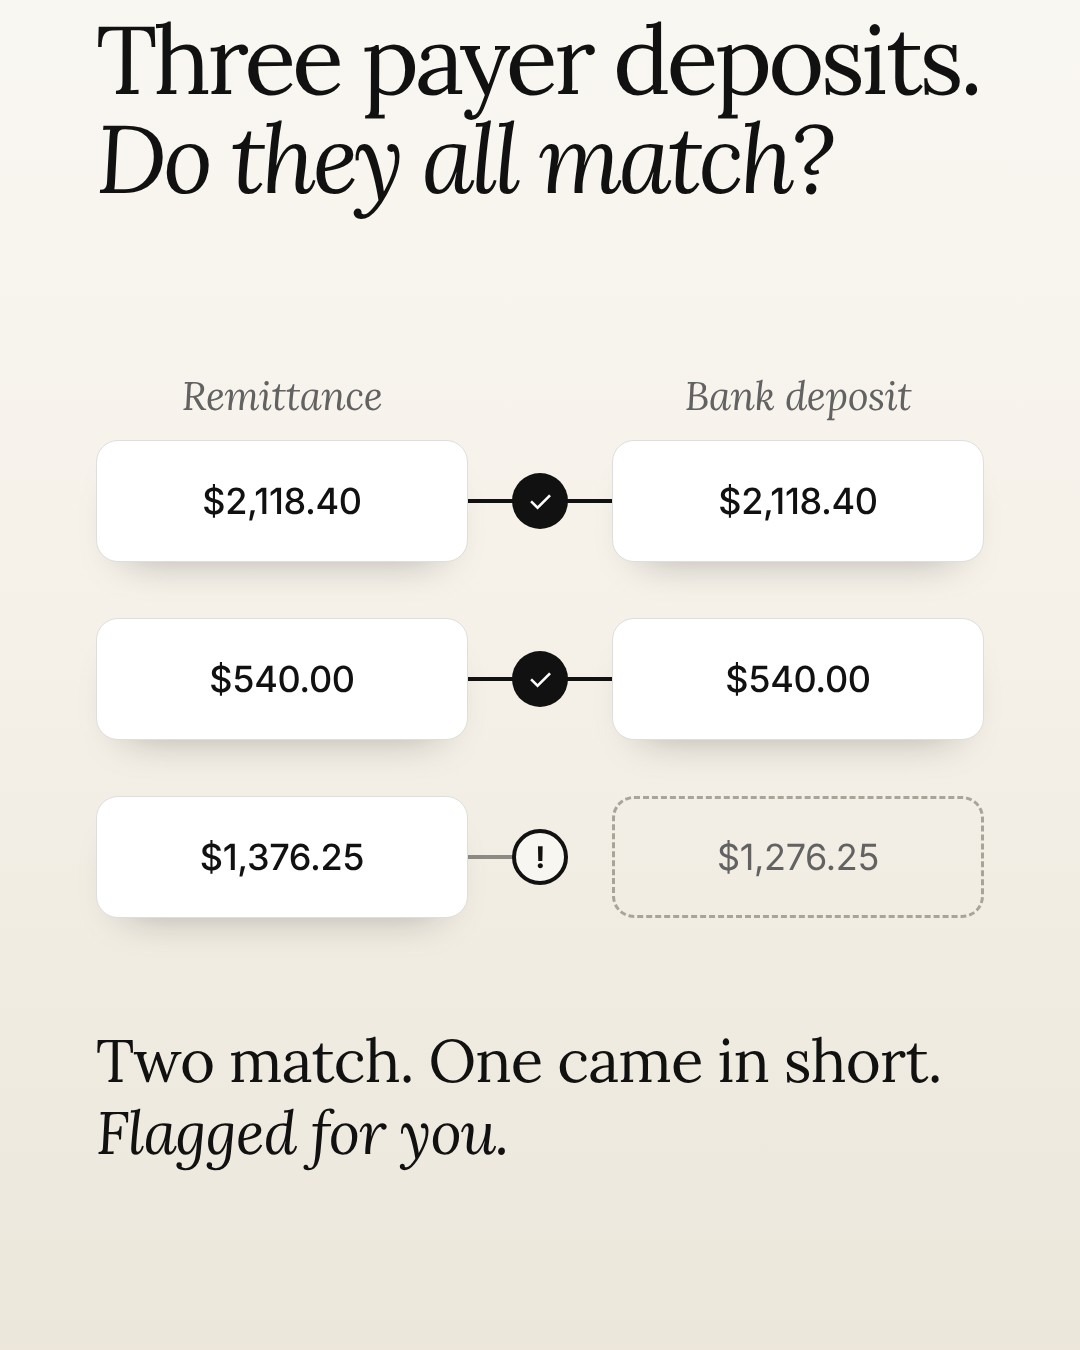 Three payer deposits.
Do they all match?
Remittance Bank deposit
$2,118.40 $2,118.40
$540.00 $540.00
$1,376.25 ! $1,276.25
Two match. One came in short.
Flagged for you.